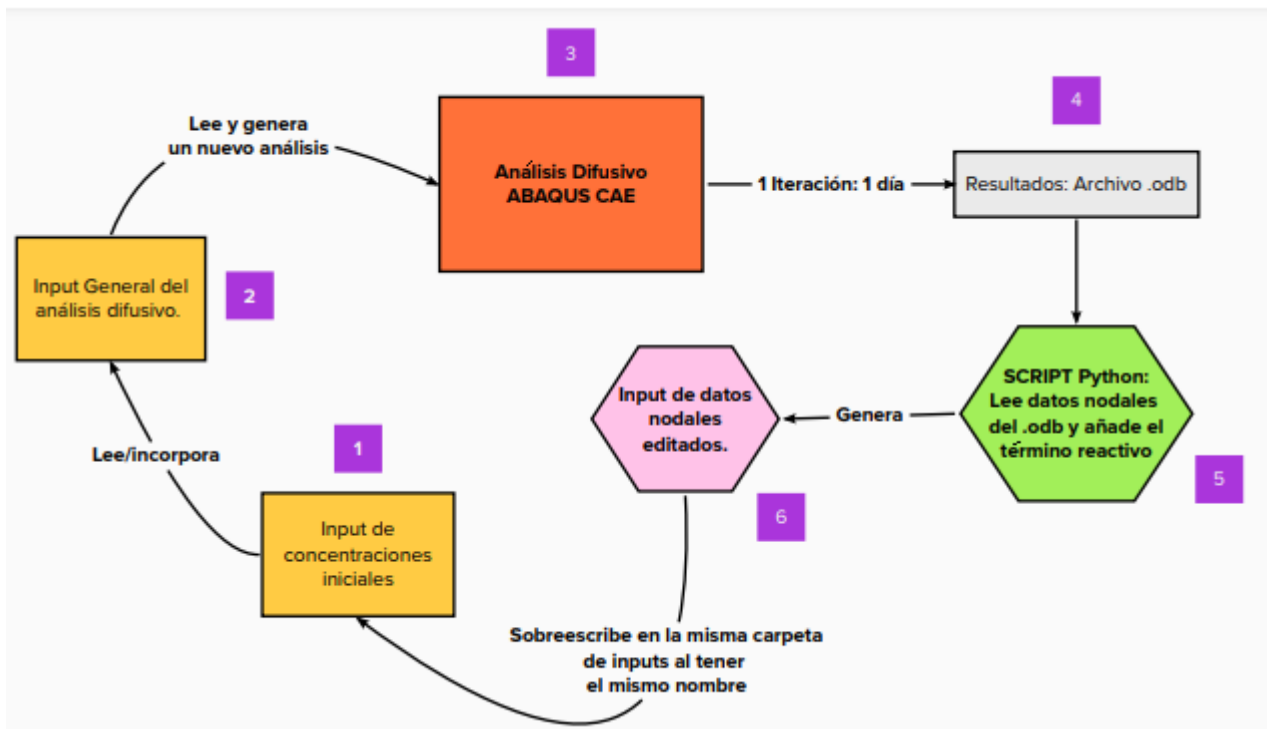 3
4
Lee y genera
un nuevo análisis
Análisis Difusivo
ABAQUS CAE
1 Iteración: 1 día
Resultados: Archivo .odb
Input General del
análisis difusivo.
2
SCRIPT Python:
Lee datos nodales
del .odb y añade el
término reactivo
5
Genera
Input de datos
nodales
editados.
6
Lee/incorpora
1
Input de
concentraciones
iniciales
Sobreescribe en la misma carpeta
de inputs al tener
el mismo nombre